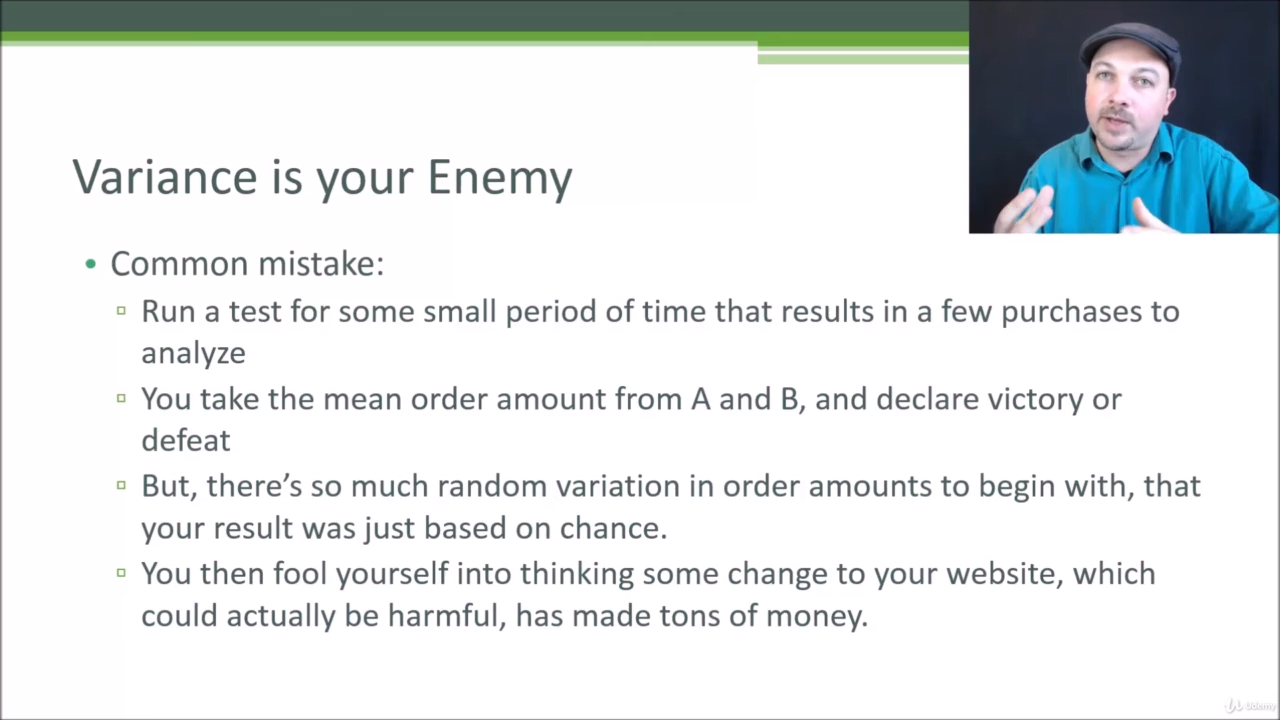 Variance is your Enemy
• Common mistake:
▫ Run a test for some small period of time that results in a few purchases to
analyze
▫ You take the mean order amount from A and B, and declare victory or
defeat
▫ But, there’s so much random variation in order amounts to begin with, that
your result was just based on chance.
▫ You then fool yourself into thinking some change to your website, which
could actually be harmful, has made tons of money.
Udemy